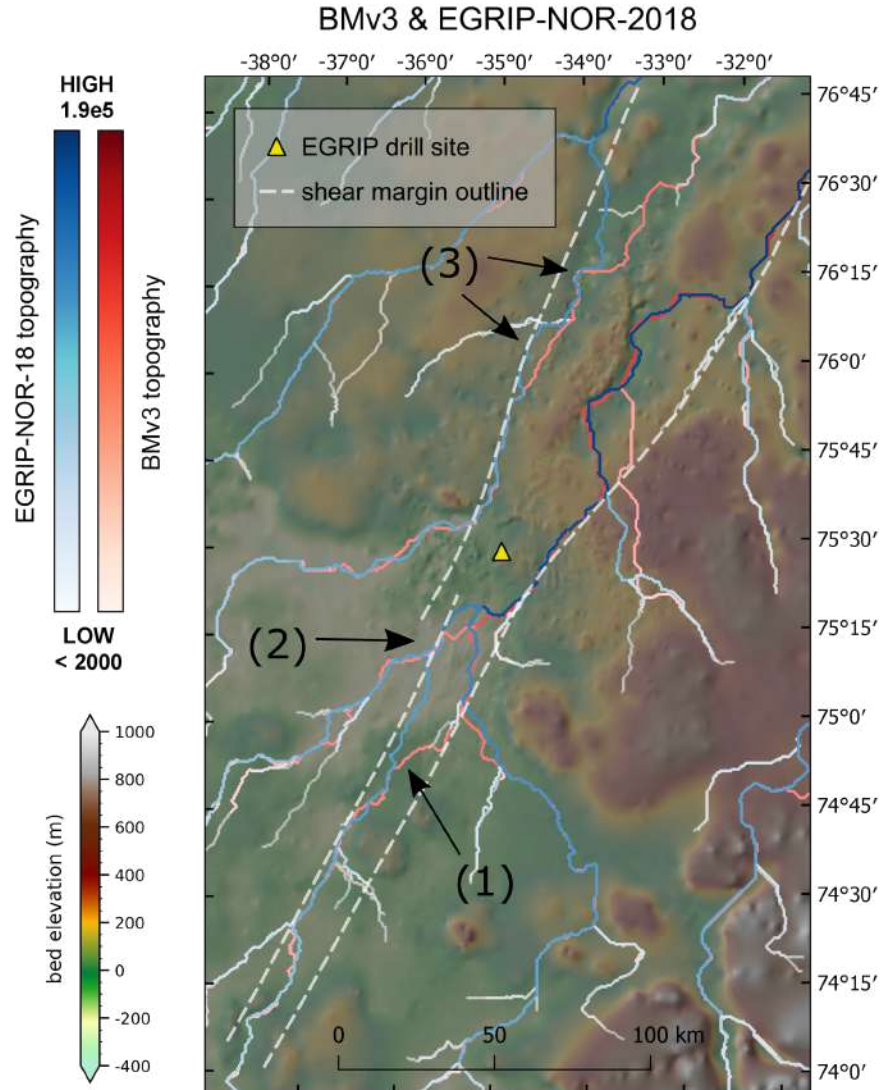 BMv3 & EGRIP-NOR-2018
-38°0′ -37°0′ -36°0′ -35°0′ -34°0′ -33°0′ -32°0′
HIGH
1.9e5
EGRIP-NOR-18 topography
BMv3 topography
LOW
< 2000
EGRIP drill site
shear margin outline
(3)
(2)
(1)
76°45′
76°30′
76°15′
76°0′
75°45′
75°30′
75°15′
75°0′
74°45′
74°30′
74°15′
74°0′
bed elevation (m)
1000
800
600
400
200
0
-200
-400
0 50 100 km